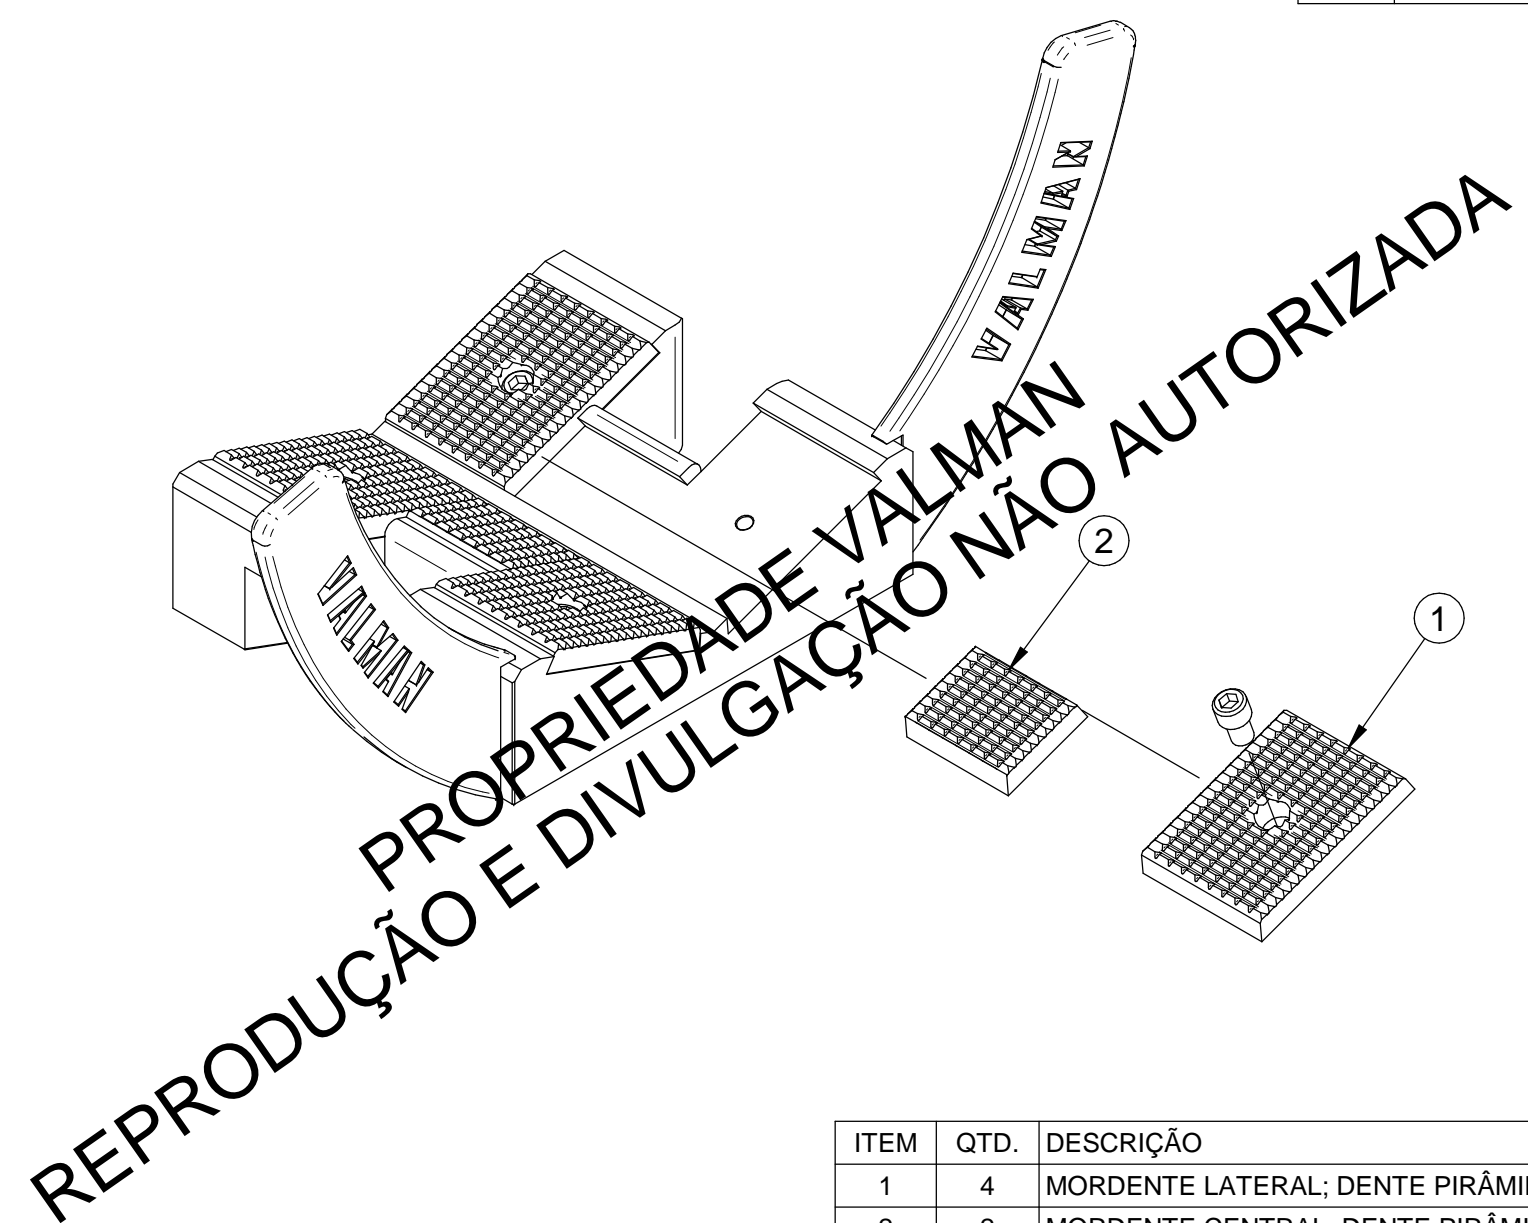 VALMAN
VALMAN
PROPRIEDADE VALMAN
REPRODUÇÃO E DIVULGAÇÃO NÃO AUTORIZADA
2
1
ITEM QTD. DESCRIÇÃO
1 4 MORDENTE LATERAL; DENTE